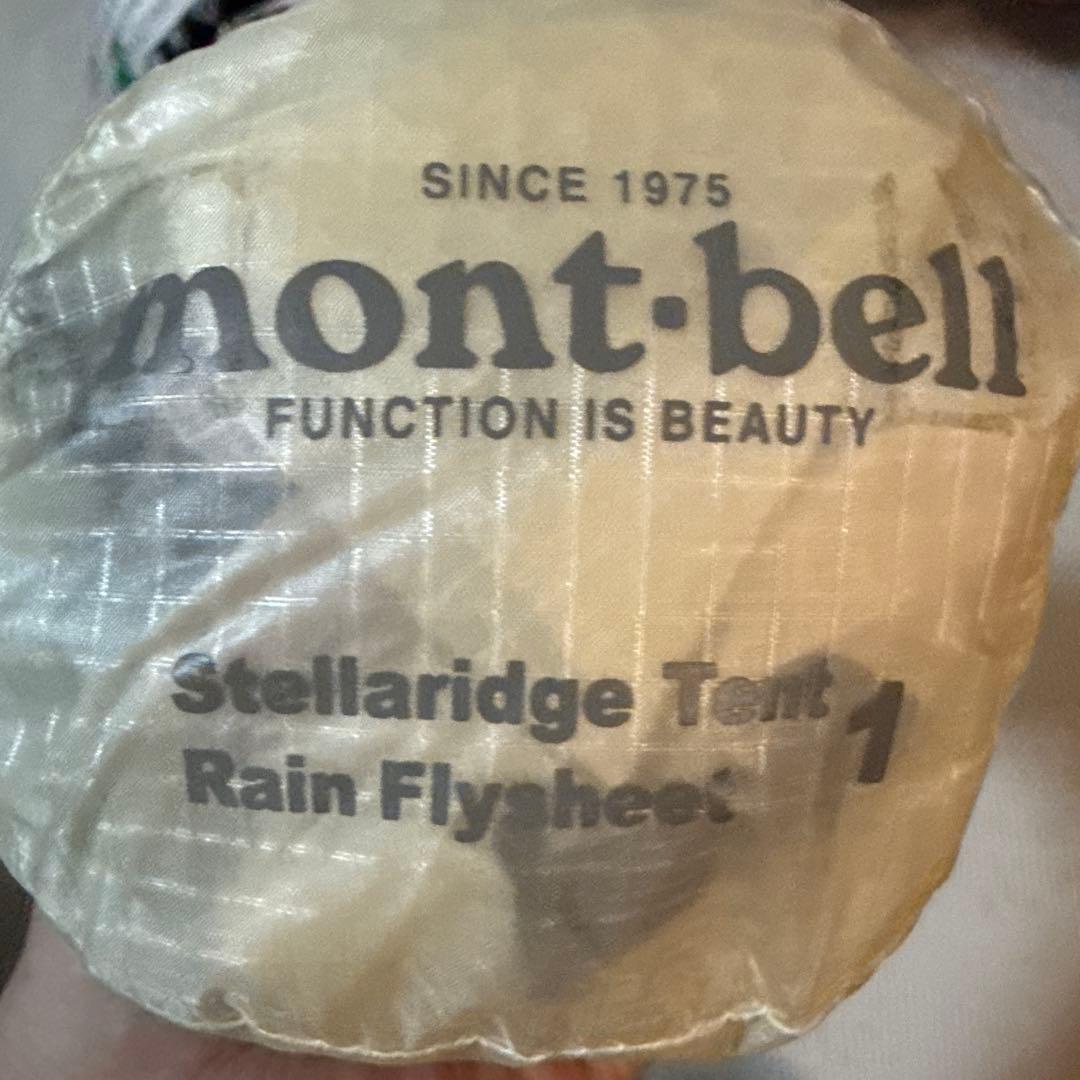 SINCE 1975
mont·bell
FUNCTION IS BEAUTY
Stellaridge Tent 1
Rain Flysheet